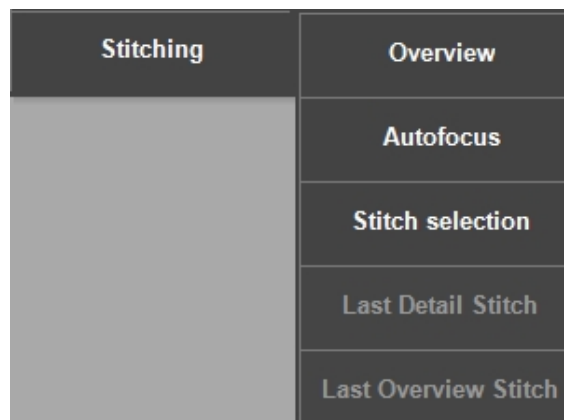 Stitching
Overview
Autofocus
Stitch selection
Last Detail Stitch
Last Overview Stitch